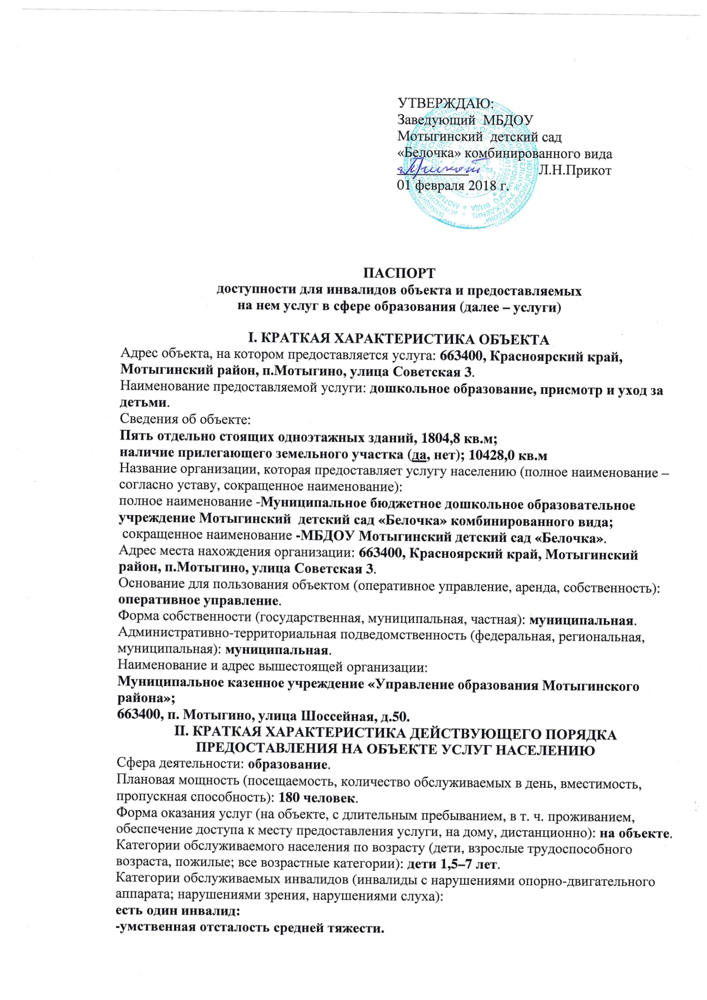 УТВЕРЖДАЮ:
Заведующий МБДОУ
Мотыгинский детский сад
«Белочка» комбинированного вида
Л.Н.Прикот
01 февраля 2018 г.
ПАСПОРТ
доступности для инвалидов объекта и предоставляемых
на нем услуг в сфере образования (далее – услуги)
I. КРАТКАЯ ХАРАКТЕРИСТИКА ОБЪЕКТА
Адрес объекта, на котором предоставляется услуга: 663400, Красноярский край,
Мотыгинский район, п.Мотыгино, улица Советская 3.
Наименование предоставляемой услуги: дошкольное образование, присмотр и уход за
детьми.
Сведения об объекте:
Пять отдельно стоящих одноэтажных зданий, 1804,8 кв.м;
наличие прилегающего земельного участка (да, нет); 10428,0 кв.м
Название организации, которая предоставляет услугу населению (полное наименование –
согласно уставу, сокращенное наименование):
полное наименование -Муниципальное бюджетное дошкольное образовательное
учреждение Мотыгинский детский сад «Белочка» комбинированного вида;
сокращенное наименование -МБДОУ Мотыгинский детский сад «Белочка».
Адрес места нахождения организации: 663400, Красноярский край, Мотыгинский
район, п.Мотыгино, улица Советская 3.
Основание для пользования объектом (оперативное управление, аренда, собственность):
оперативное управление.
Форма собственности (государственная, муниципальная, частная): муниципальная.
Административно-территориальная подведомственность (федеральная, региональная,
муниципальная): муниципальная.
Наименование и адрес вышестоящей организации:
Муниципальное казенное учреждение «Управление образования Мотыгинского
района»;
663400, п. Мотыгино, улица Шоссейная, д.50.
II. КРАТКАЯ ХАРАКТЕРИСТИКА ДЕЙСТВУЮЩЕГО ПОРЯДКА
ПРЕДОСТАВЛЕНИЯ НА ОБЪЕКТЕ УСЛУГ НАСЕЛЕНИЮ
Сфера деятельности: образование.
Плановая мощность (посещаемость, количество обслуживаемых в день, вместимость,
пропускная способность): 180 человек.
Форма оказания услуг (на объекте, с длительным пребыванием, в т. ч. проживанием,
обеспечение доступа к месту предоставления услуги, на дому, дистанционно): на объекте.
Категории обслуживаемого населения по возрасту (дети, взрослые трудоспособного
возраста, пожилые; все возрастные категории): дети 1,5–7 лет.
Категории обслуживаемых инвалидов (инвалиды с нарушениями опорно-двигательного
аппарата; нарушениями зрения, нарушениями слуха):
есть один инвалид:
-умственная отсталость средней тяжести.